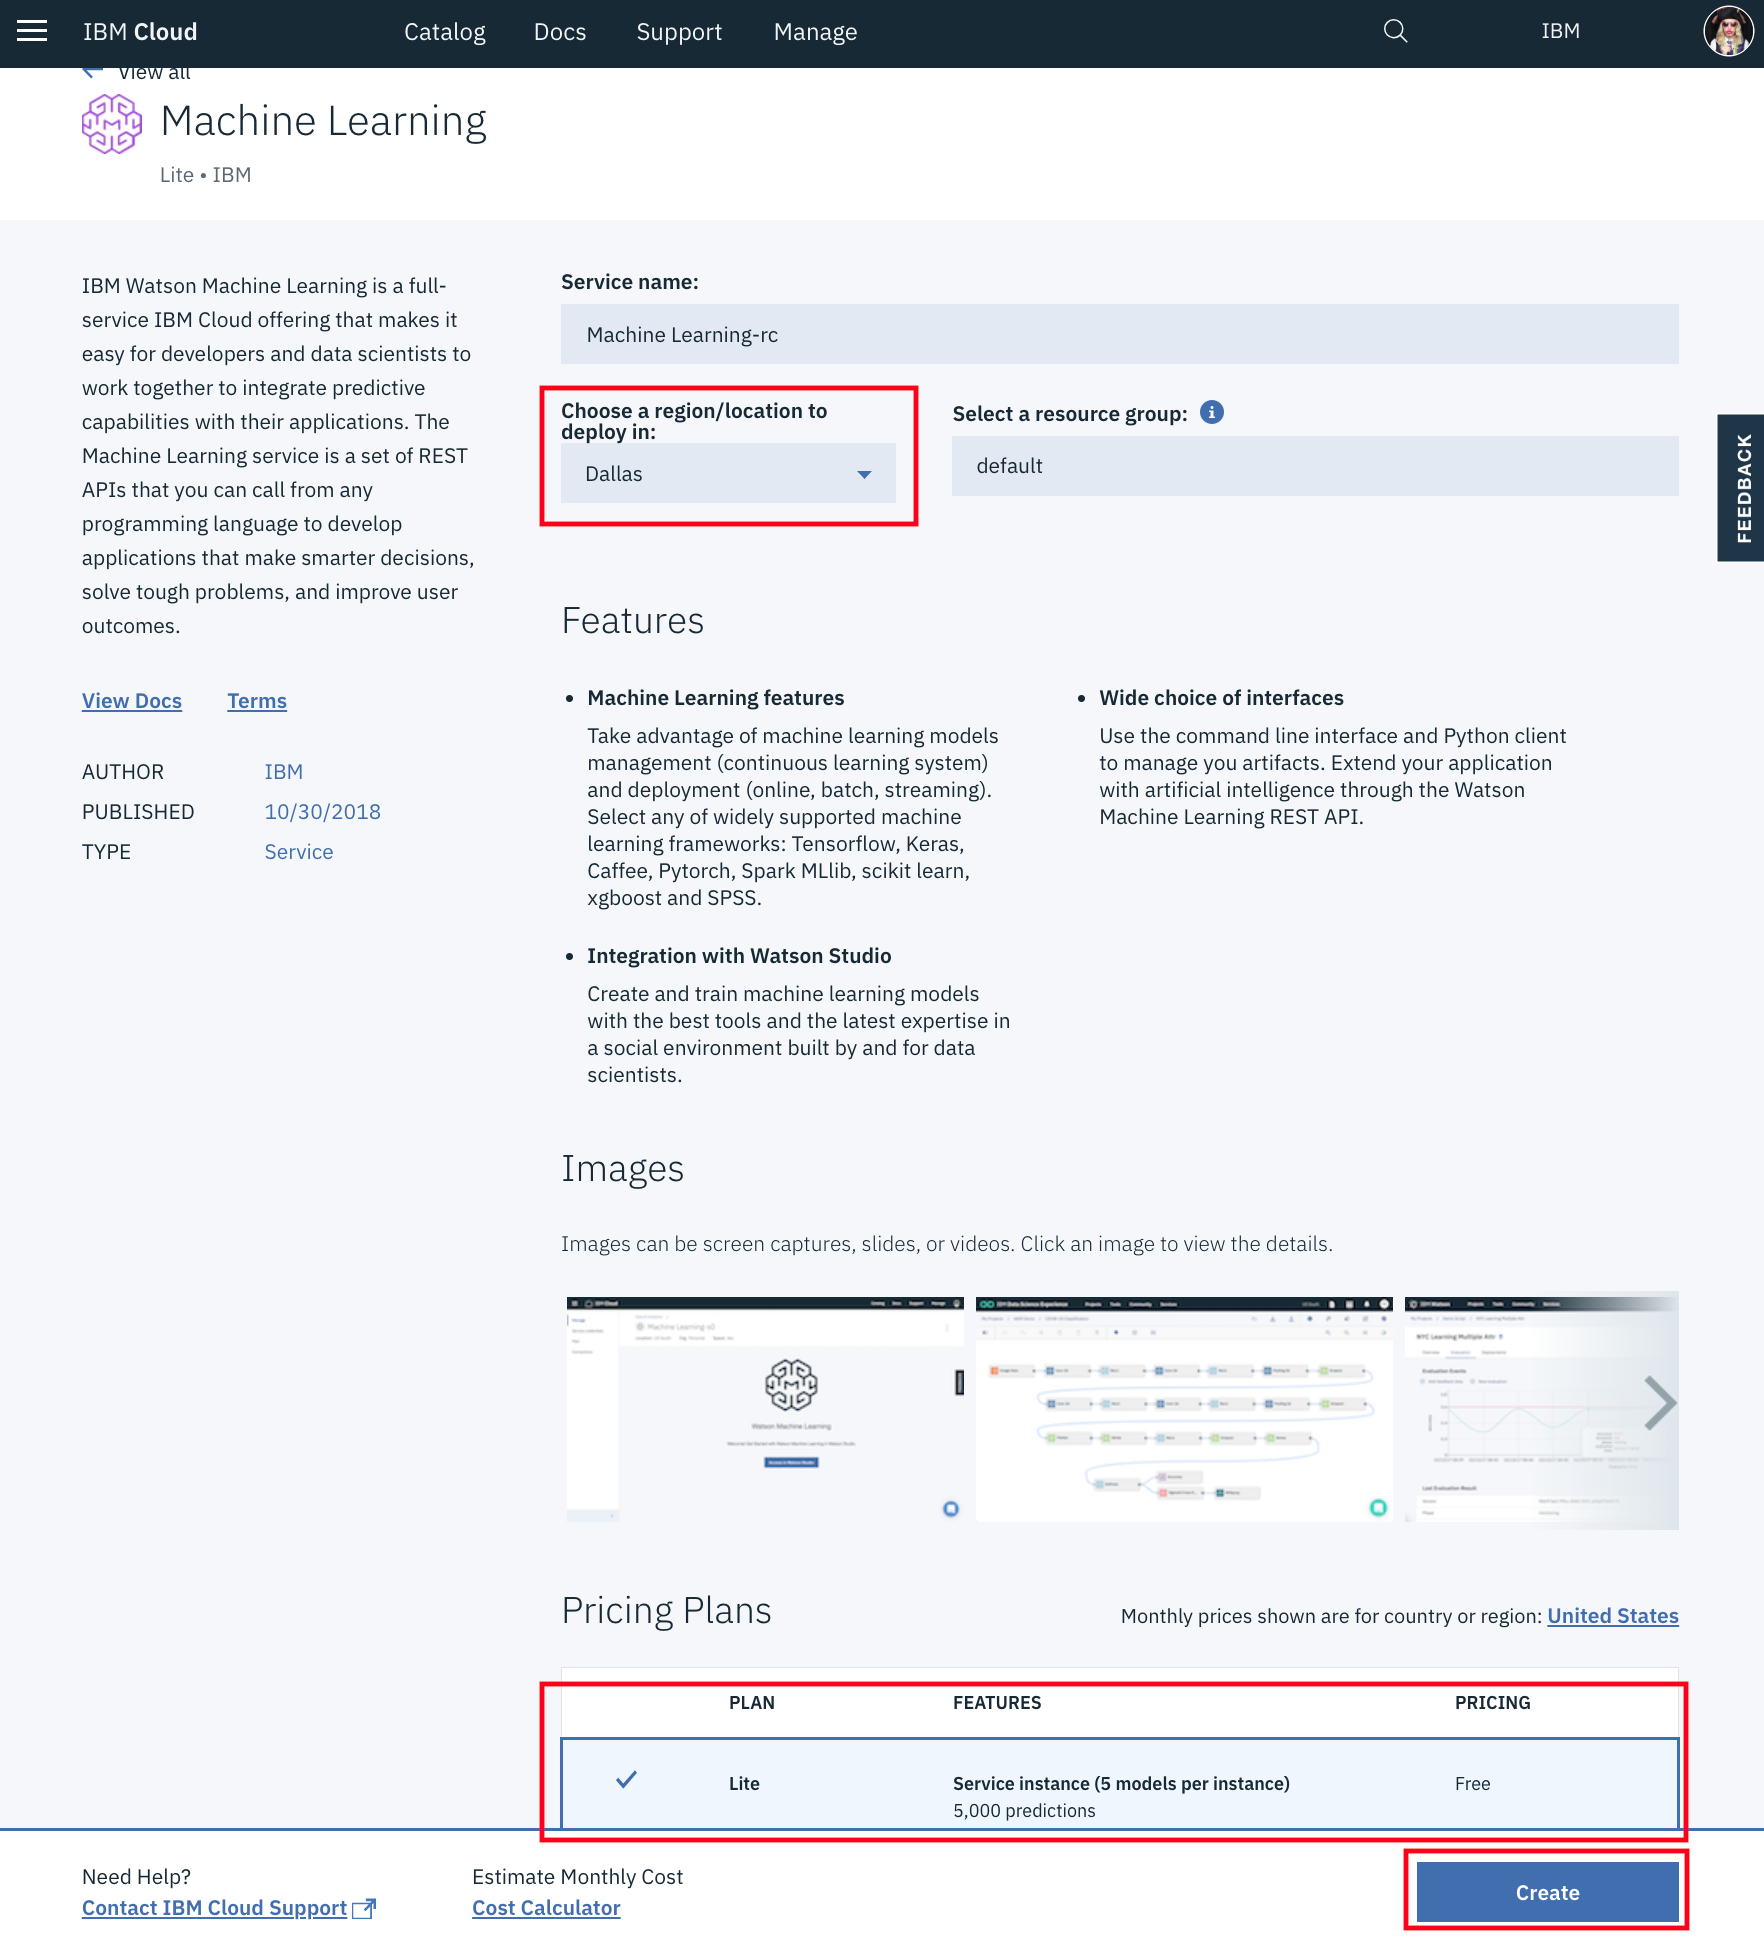 IBM Cloud
Catalog
Docs
Support
Manage
IBM
View all
Machine Learning
Lite • IBM
IBM Watson Machine Learning is a full-
service IBM Cloud offering that makes it
easy for developers and data scientists to
work together to integrate predictive
capabilities with their applications. The
Machine Learning service is a set of REST
APIs that you can call from any
programming language to develop
applications that make smarter decisions,
solve tough problems, and improve user
outcomes.
View Docs
Terms
AUTHOR IBM
PUBLISHED 10/30/2018
TYPE Service
Service name:
Machine Learning-rc
Choose a region/location to
deploy in:
Dallas
Select a resource group:
default
FEEDBACK
Features
• Machine Learning features
Take advantage of machine learning models
management (continuous learning system)
and deployment (online, batch, streaming).
Select any of widely supported machine
learning frameworks: Tensorflow, Keras,
Caffee, Pytorch, Spark MLlib, scikit learn,
xgboost and SPSS.
• Wide choice of interfaces
Use the command line interface and Python client
to manage you artifacts. Extend your application
with artificial intelligence through the Watson
Machine Learning REST API.
• Integration with Watson Studio
Create and train machine learning models
with the best tools and the latest expertise in
a social environment built by and for data
scientists.
Images
Images can be screen captures, slides, or videos. Click an image to view the details.
Watson Machine Learning
IBM Data Science Experience
IBM Watson
NYC Learning Multiple Attr
Pricing Plans
Monthly prices shown are for country or region: United States
PLAN FEATURES PRICING
Lite Service instance (5 models per instance) Free
5,000 predictions
Need Help?
Contact IBM Cloud Support
Estimate Monthly Cost
Cost Calculator
Create